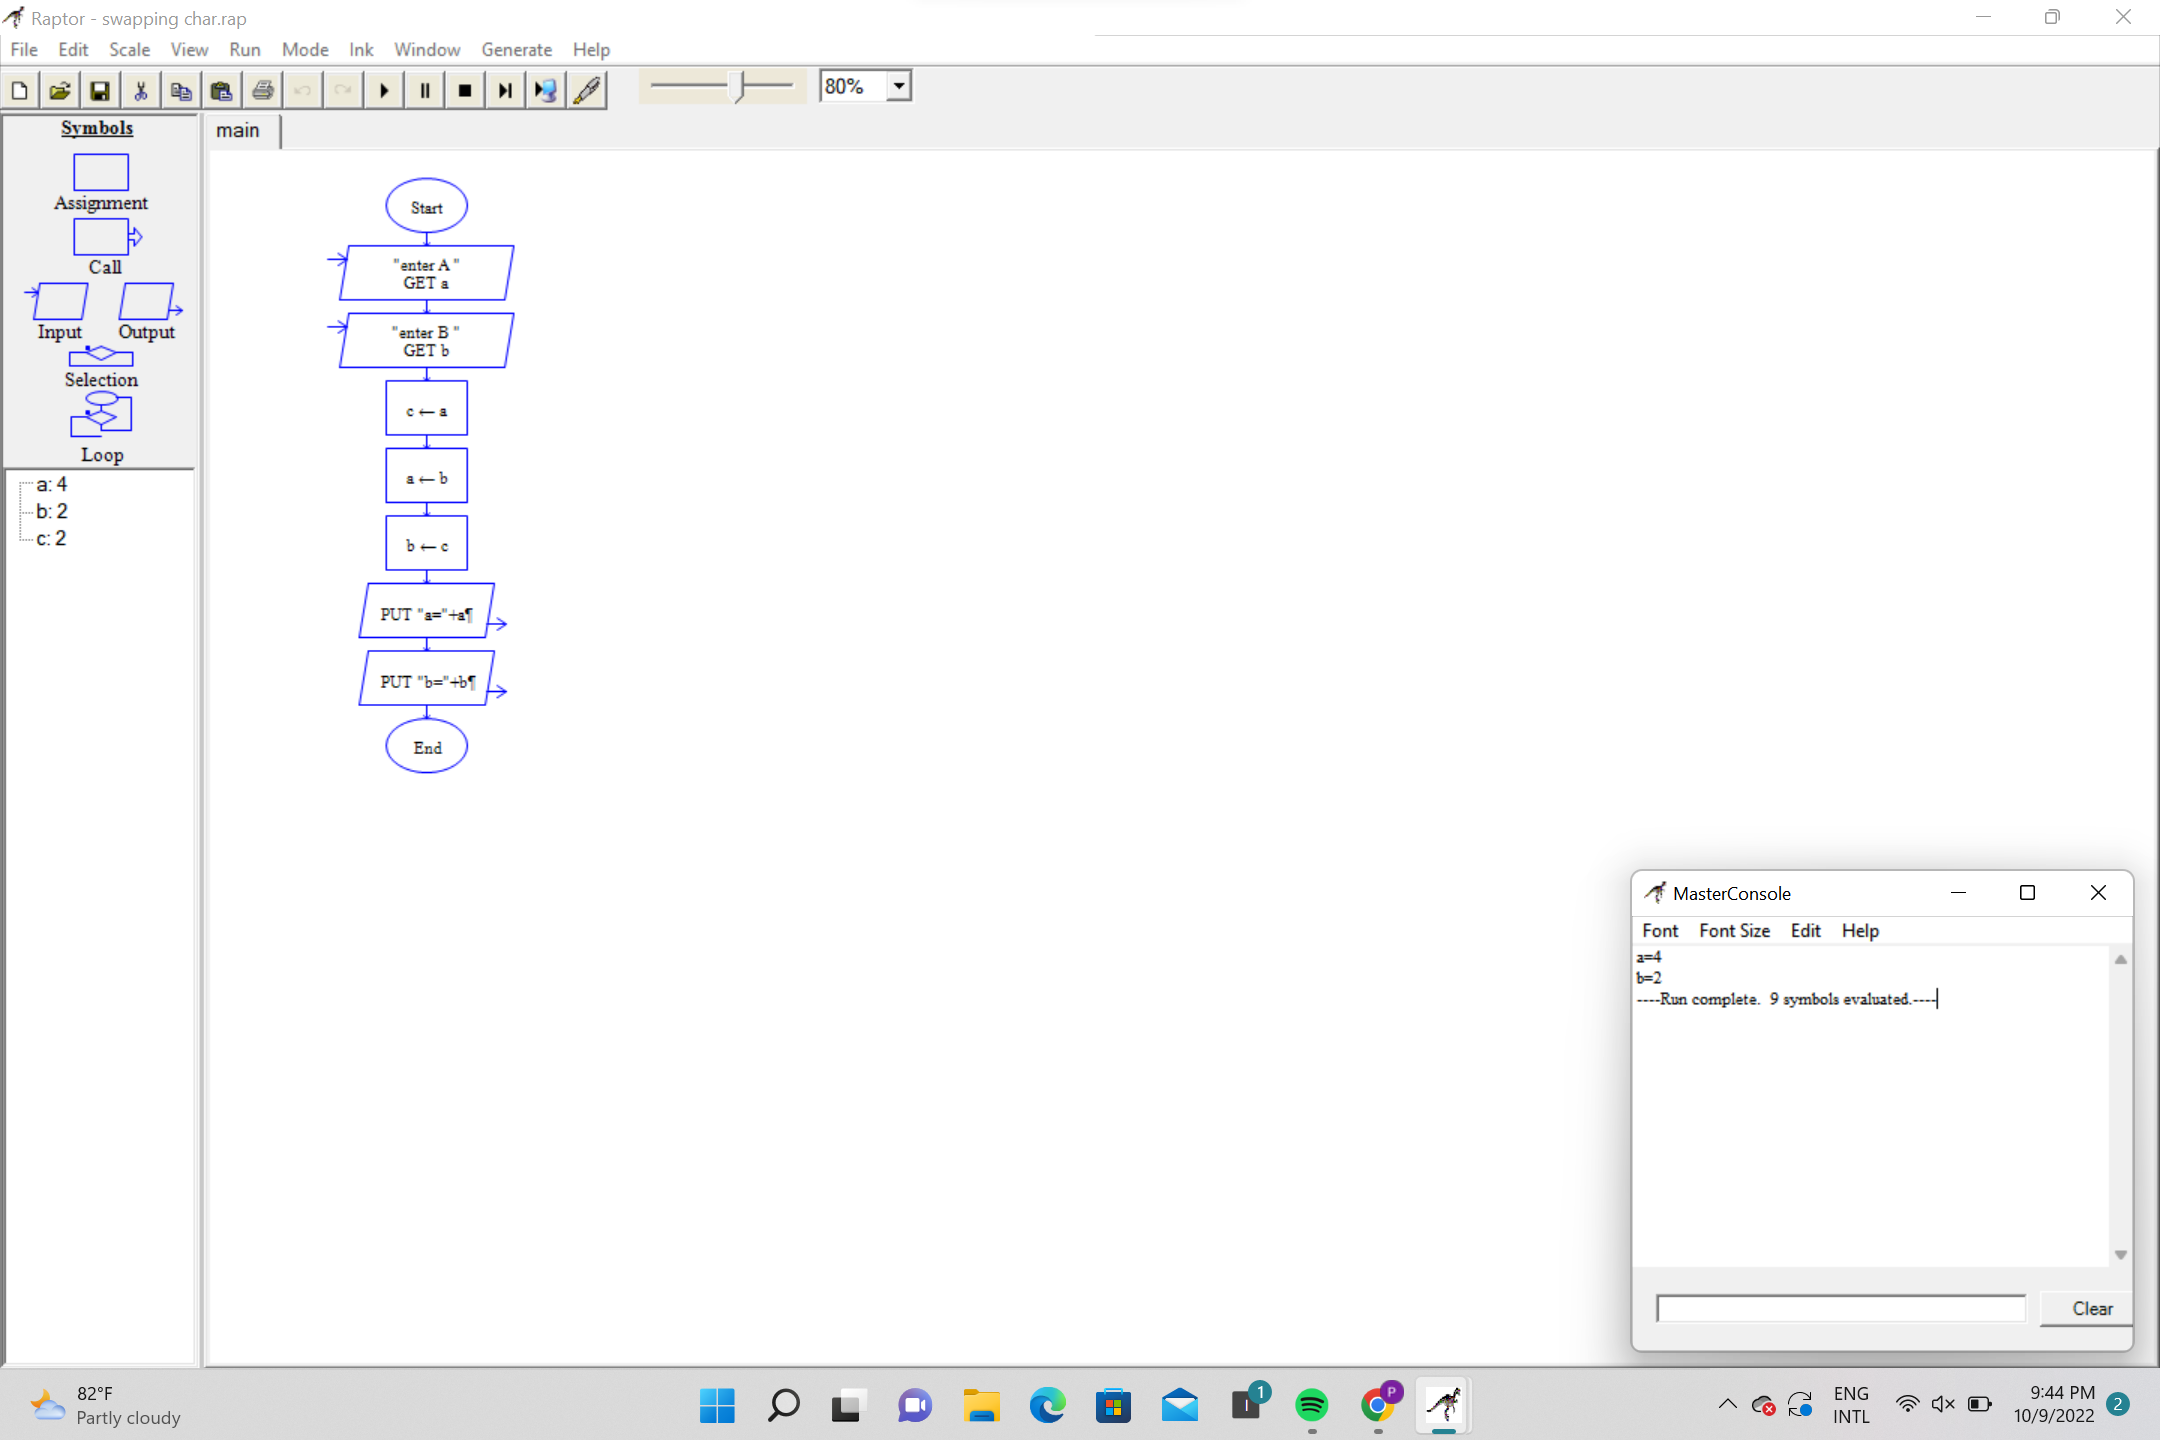 Raptor - swapping char.rap
File Edit Scale View Run Mode Ink Window Generate Help
80%
Symbols
Assignment
Call
Input Output
Selection
Loop
a: 4
b: 2
c: 2
main
Start
"enter A "
GET a
"enter B "
GET b
c ← a
a ← b
b ← c
PUT "a="+a¶
PUT "b="+b¶
End
MasterConsole
Font Font Size Edit Help
a=4
b=2
----Run complete.  9 symbols evaluated.----
Clear
82°F
Partly cloudy
1
P
ENG
INTL
9:44 PM
10/9/2022
2